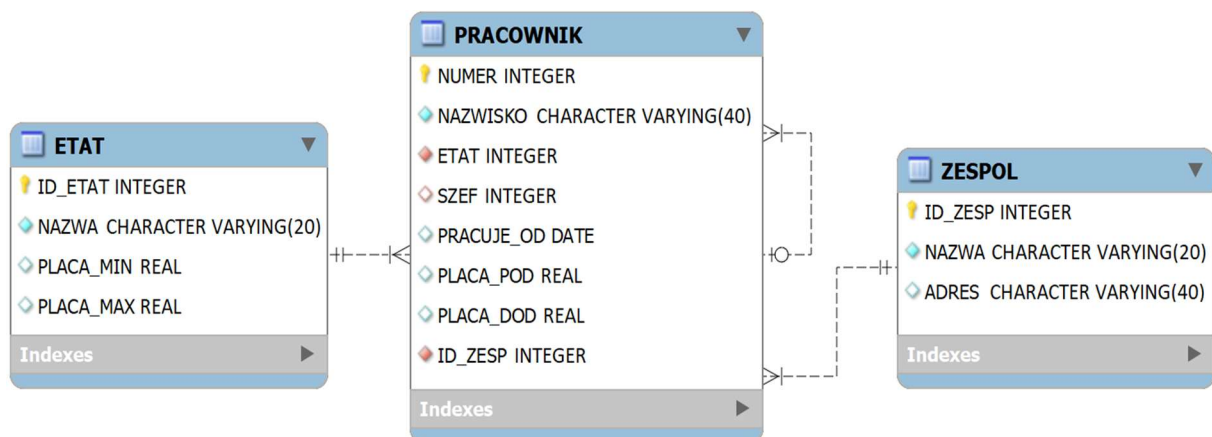 ETAT
ID_ETAT INTEGER
NAZWA CHARACTER VARYING(20)
PLACA_MIN REAL
PLACA_MAX REAL
Indexes
PRACOWNIK
NUMER INTEGER
NAZWISKO CHARACTER VARYING(40)
ETAT INTEGER
SZEF INTEGER
PRACUJE_OD DATE
PLACA_POD REAL
PLACA_DOD REAL
ID_ZESP INTEGER
Indexes
ZESPOL
ID_ZESP INTEGER
NAZWA CHARACTER VARYING(20)
ADRES CHARACTER VARYING(40)
Indexes